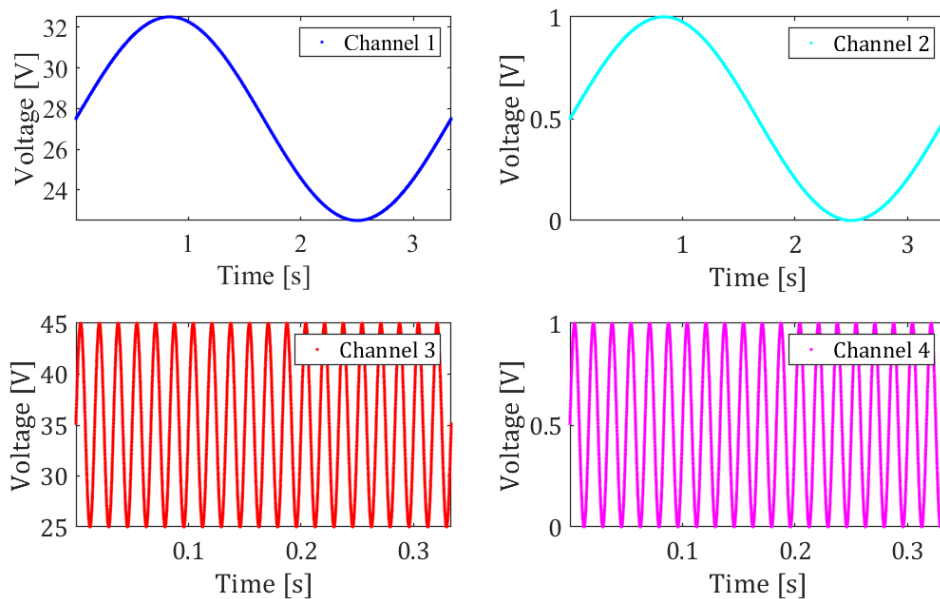 32
30
28
26
24
Voltage [V]
Channel 1
1
2
3
Time [s]
1
0.5
0
Voltage [V]
Channel 2
1
2
3
Time [s]
45
40
35
30
25
Voltage [V]
Channel 3
0.1
0.2
0.3
Time [s]
1
0.5
0
Voltage [V]
Channel 4
0.1
0.2
0.3
Time [s]